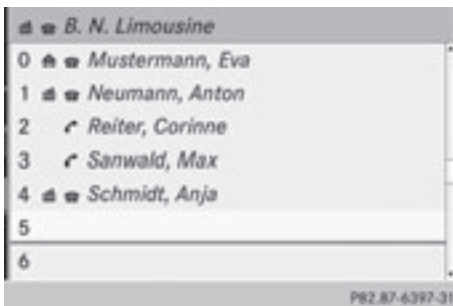 B. N. Limousine
0 Mustermann, Eva
1 Neumann, Anton
2 Reiter, Corinne
3 Sanwald, Max
4 Schmidt, Anja
5
6
P82.87-6397-31